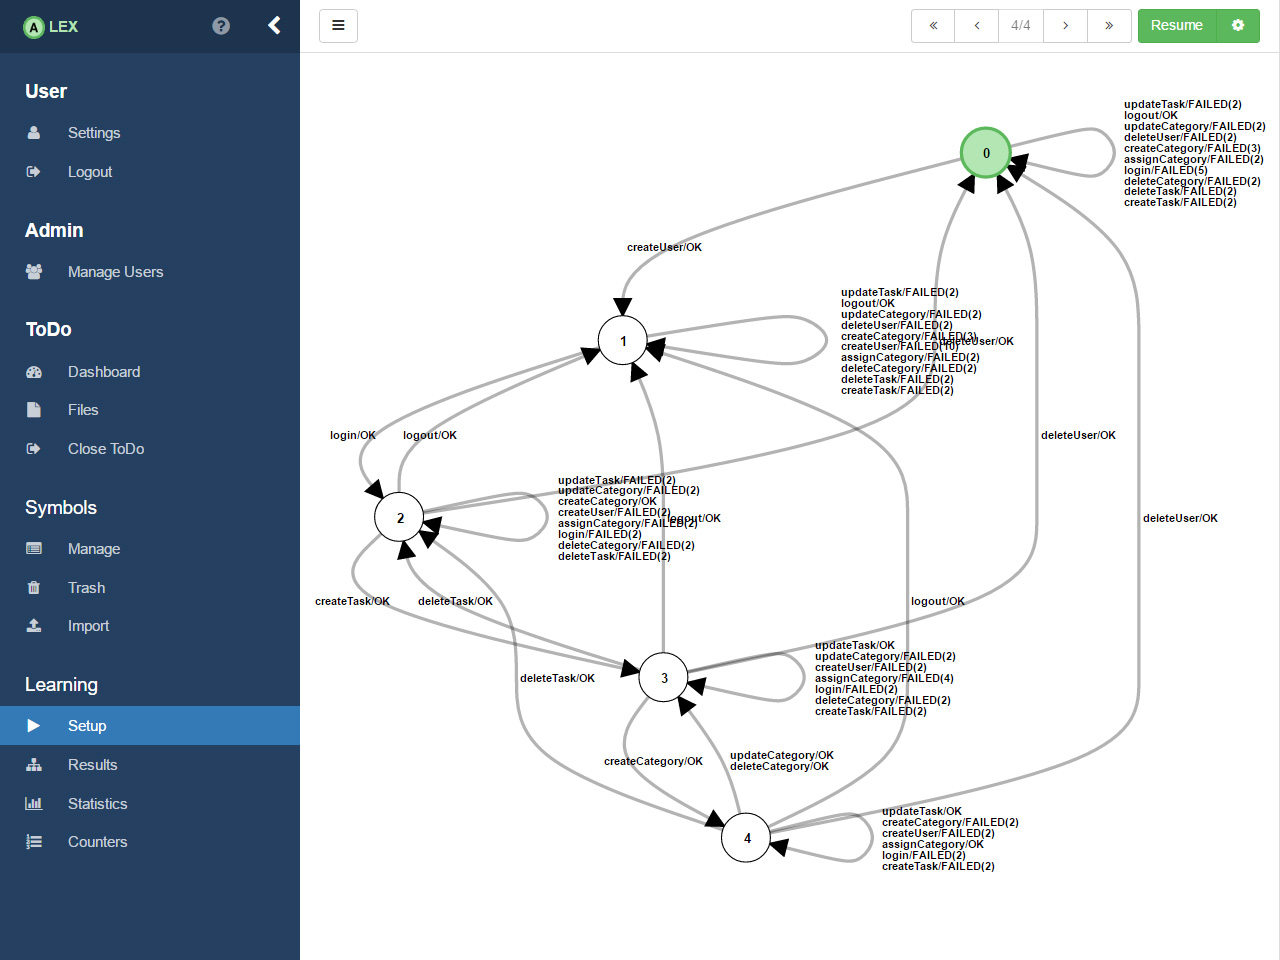 A LEX
?
User
Settings
Logout
Admin
Manage Users
ToDo
Dashboard
Files
Close ToDo
Symbols
Manage
Trash
Import
Learning
Setup
Results
Statistics
Counters
« ‹ 4/4 › » Resume
0
updateTask/FAILED(2)
logout/OK
updateCategory/FAILED(2)
deleteUser/FAILED(2)
createCategory/FAILED(3)
assignCategory/FAILED(2)
login/FAILED(5)
deleteCategory/FAILED(2)
deleteTask/FAILED(2)
createTask/FAILED(2)
createUser/OK
1
updateTask/FAILED(2)
logout/OK
updateCategory/FAILED(2)
deleteUser/FAILED(2)
createCategory/FAILED(3)
createUser/FAILED(10)
assignCategory/FAILED(2)
deleteCategory/FAILED(2)
deleteTask/FAILED(2)
createTask/FAILED(2)
deleteUser/OK
login/OK
logout/OK
deleteUser/OK
2
updateTask/FAILED(2)
updateCategory/FAILED(2)
createCategory/OK
createUser/FAILED(2)
assignCategory/FAILED(2)
login/FAILED(2)
deleteCategory/FAILED(2)
deleteTask/FAILED(2)
logout/OK
deleteUser/OK
createTask/OK
deleteTask/OK
logout/OK
3
deleteTask/OK
updateTask/OK
updateCategory/FAILED(2)
createUser/FAILED(2)
assignCategory/FAILED(4)
login/FAILED(2)
deleteCategory/FAILED(2)
createTask/FAILED(2)
createCategory/OK
updateCategory/OK
deleteCategory/OK
4
updateTask/OK
createCategory/FAILED(2)
createUser/FAILED(2)
assignCategory/OK
login/FAILED(2)
createTask/FAILED(2)